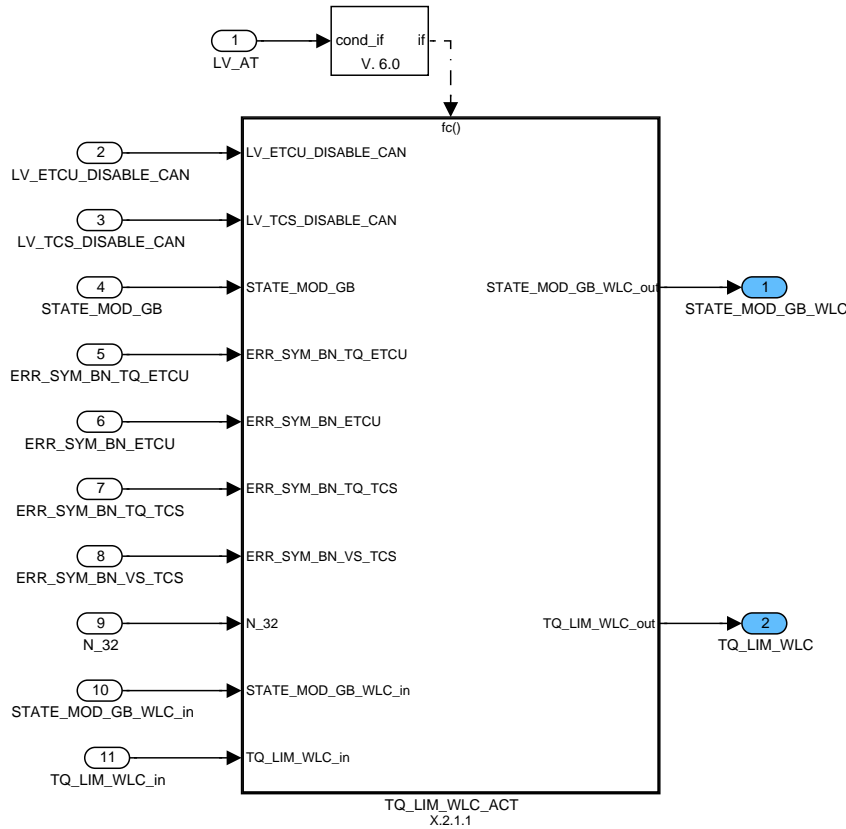 1
LV_AT
cond_if
if
V. 6.0
fc()
2
LV_ETCU_DISABLE_CAN
LV_ETCU_DISABLE_CAN
3
LV_TCS_DISABLE_CAN
LV_TCS_DISABLE_CAN
4
STATE_MOD_GB
STATE_MOD_GB
STATE_MOD_GB_WLC_out
1
STATE_MOD_GB_WLC
5
ERR_SYM_BN_TQ_ETCU
ERR_SYM_BN_TQ_ETCU
6
ERR_SYM_BN_ETCU
ERR_SYM_BN_ETCU
7
ERR_SYM_BN_TQ_TCS
ERR_SYM_BN_TQ_TCS
8
ERR_SYM_BN_VS_TCS
ERR_SYM_BN_VS_TCS
9
N_32
N_32
TQ_LIM_WLC_out
2
TQ_LIM_WLC
10
STATE_MOD_GB_WLC_in
STATE_MOD_GB_WLC_in
11
TQ_LIM_WLC_in
TQ_LIM_WLC_in
TQ_LIM_WLC_ACT
X.2.1.1